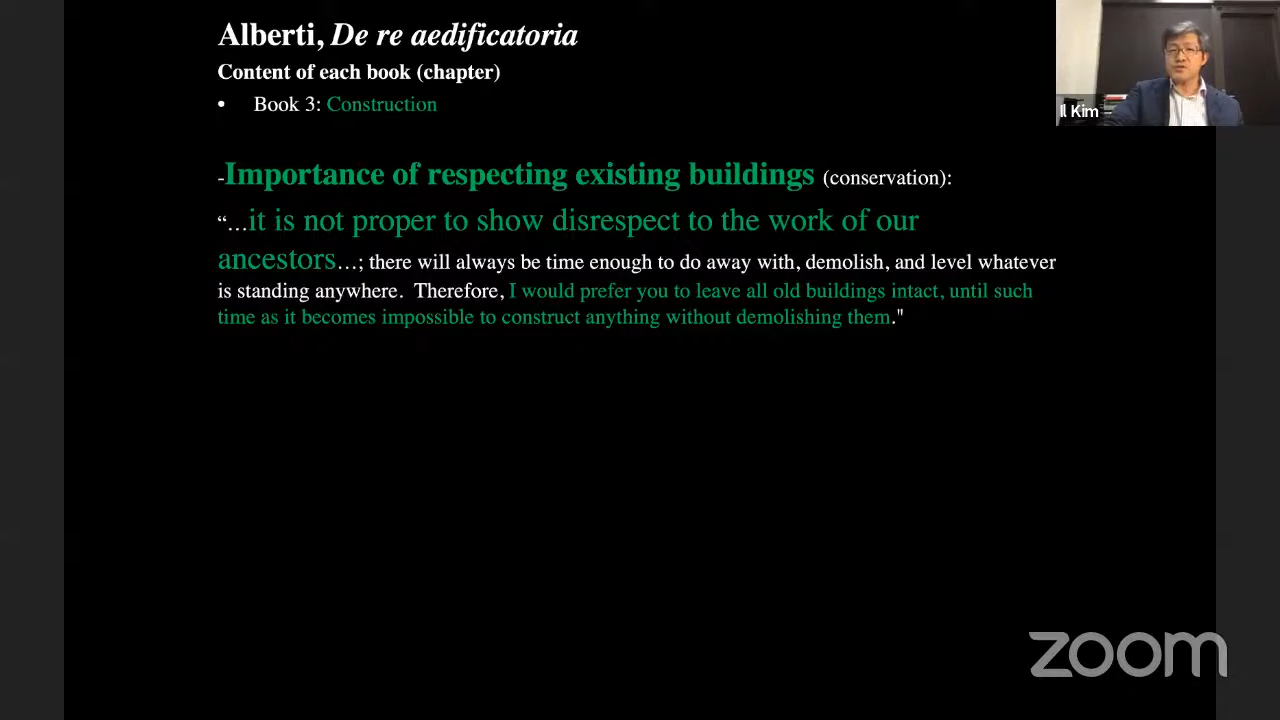 Alberti, De re aedificatoria
Content of each book (chapter)
• Book 3: Construction
-Importance of respecting existing buildings (conservation):
“…it is not proper to show disrespect to the work of our
ancestors…; there will always be time enough to do away with, demolish, and level whatever
is standing anywhere. Therefore, I would prefer you to leave all old buildings intact, until such
time as it becomes impossible to construct anything without demolishing them."
Il Kim
zoom